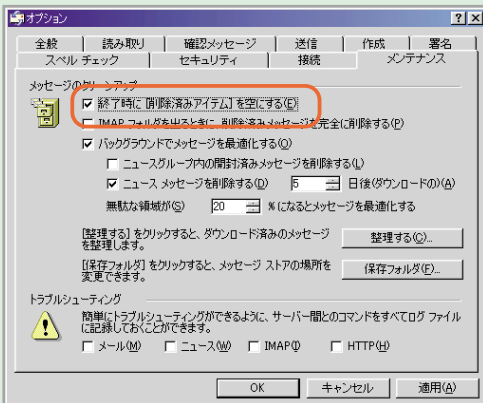 オプション
全般 読み取り 確認メッセージ 送信 作成 署名
スペル チェック セキュリティ 接続 メンテナンス
メッセージのクリーンアップ
終了時に [削除済みアイテム] を空にする(E)
IMAP フォルダを出るときに、削除済みメッセージを完全に削除する(P)
バックグラウンドでメッセージを最適化する(O)
ニュースグループ内の開封済みメッセージを削除する(L)
ニュース メッセージを削除する(D) 5 日後(ダウンロードの)(A)
無駄な領域が(S) 20 % になるとメッセージを最適化する
[整理する] をクリックすると、ダウンロード済みのメッセージ
を整理します。
整理する(C)...
[保存フォルダ] をクリックすると、メッセージ ストアの場所を
変更できます。
保存フォルダ(F)...
トラブルシューティング
簡単にトラブルシューティングができるように、サーバー間とのコマンドをすべてログ ファイル
に記録しておくことができます。
メール(M) ニュース(W) IMAP(I) HTTP(H)
OK キャンセル 適用(A)